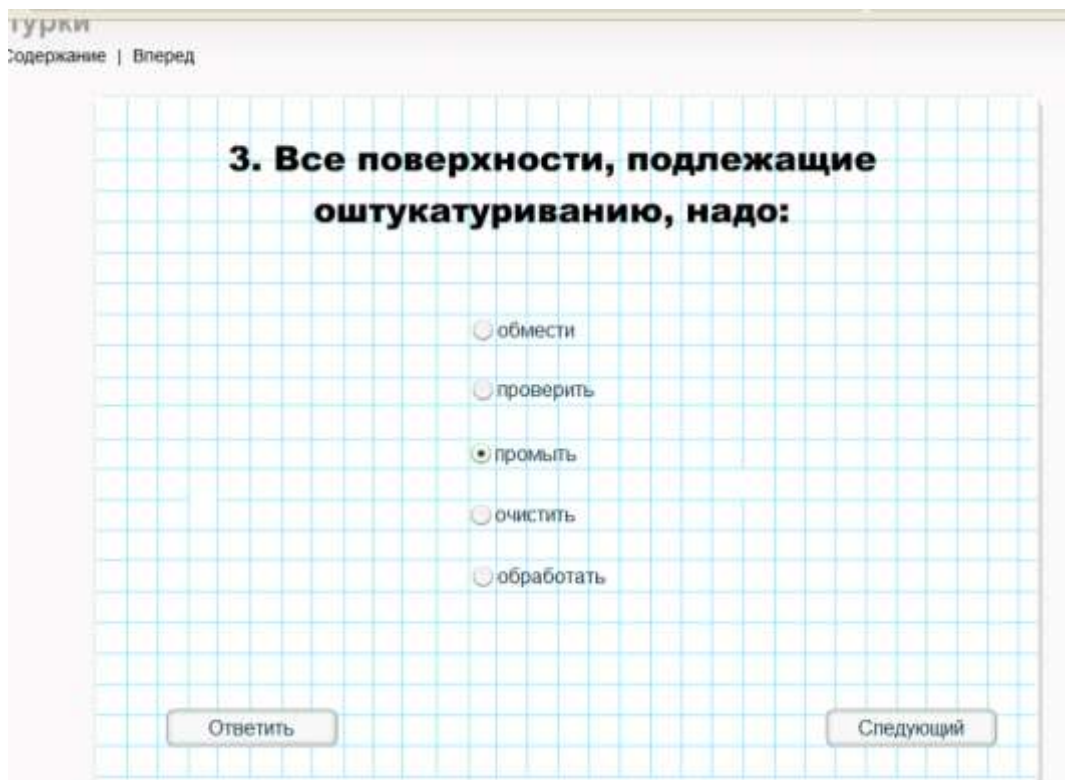 Содержание | Вперед
3. Все поверхности, подлежащие
оштукатуриванию, надо:
обмести
проверить
промыть
очистить
обработать
Ответить
Следующий